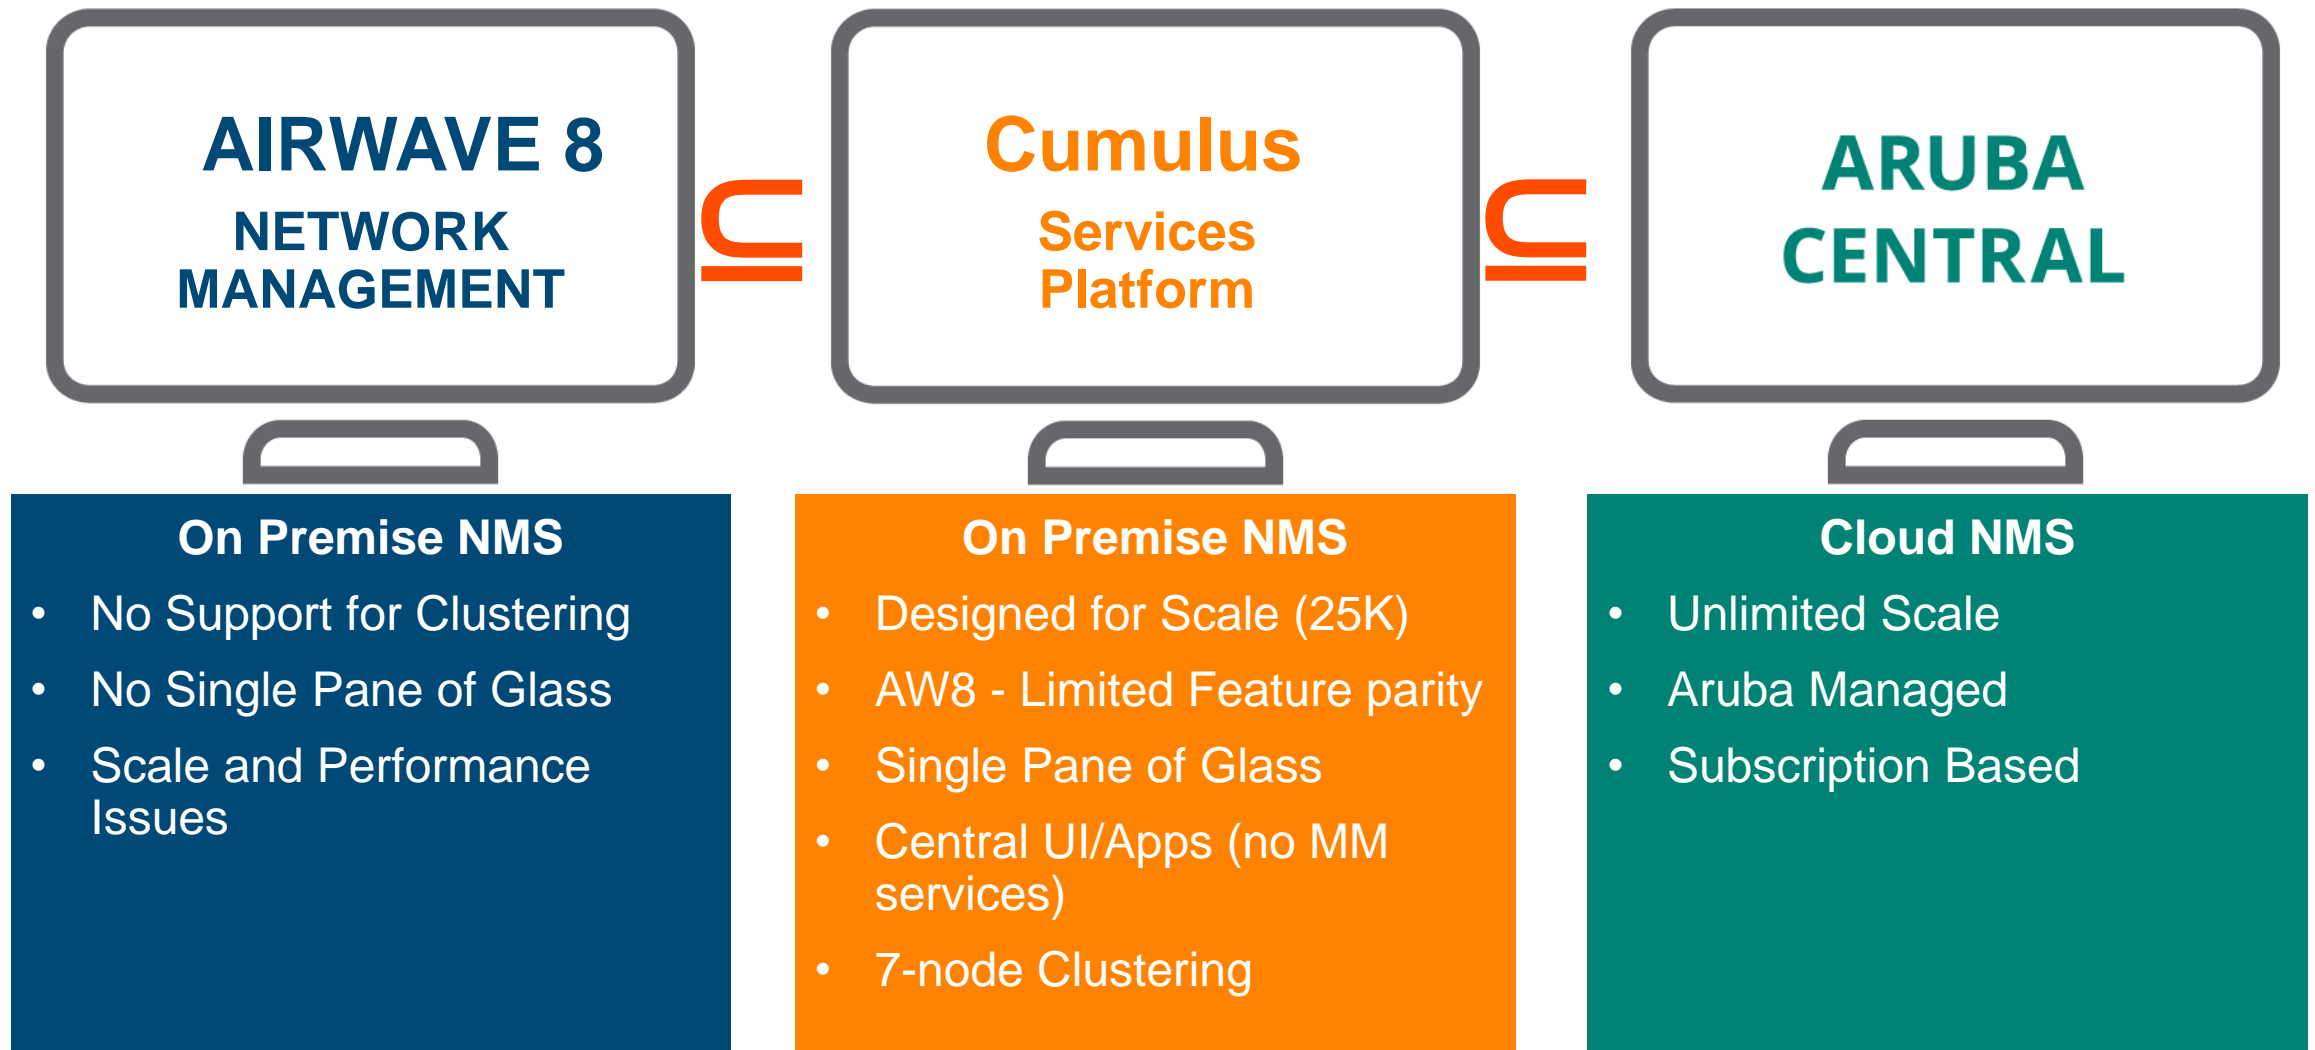 AIRWAVE 8
NETWORK
MANAGEMENT
⊆
Cumulus
Services
Platform
⊆
ARUBA
CENTRAL
On Premise NMS
• No Support for Clustering
• No Single Pane of Glass
• Scale and Performance
Issues
On Premise NMS
• Designed for Scale (25K)
• AW8 - Limited Feature parity
• Single Pane of Glass
• Central UI/Apps (no MM
services)
• 7-node Clustering
Cloud NMS
• Unlimited Scale
• Aruba Managed
• Subscription Based